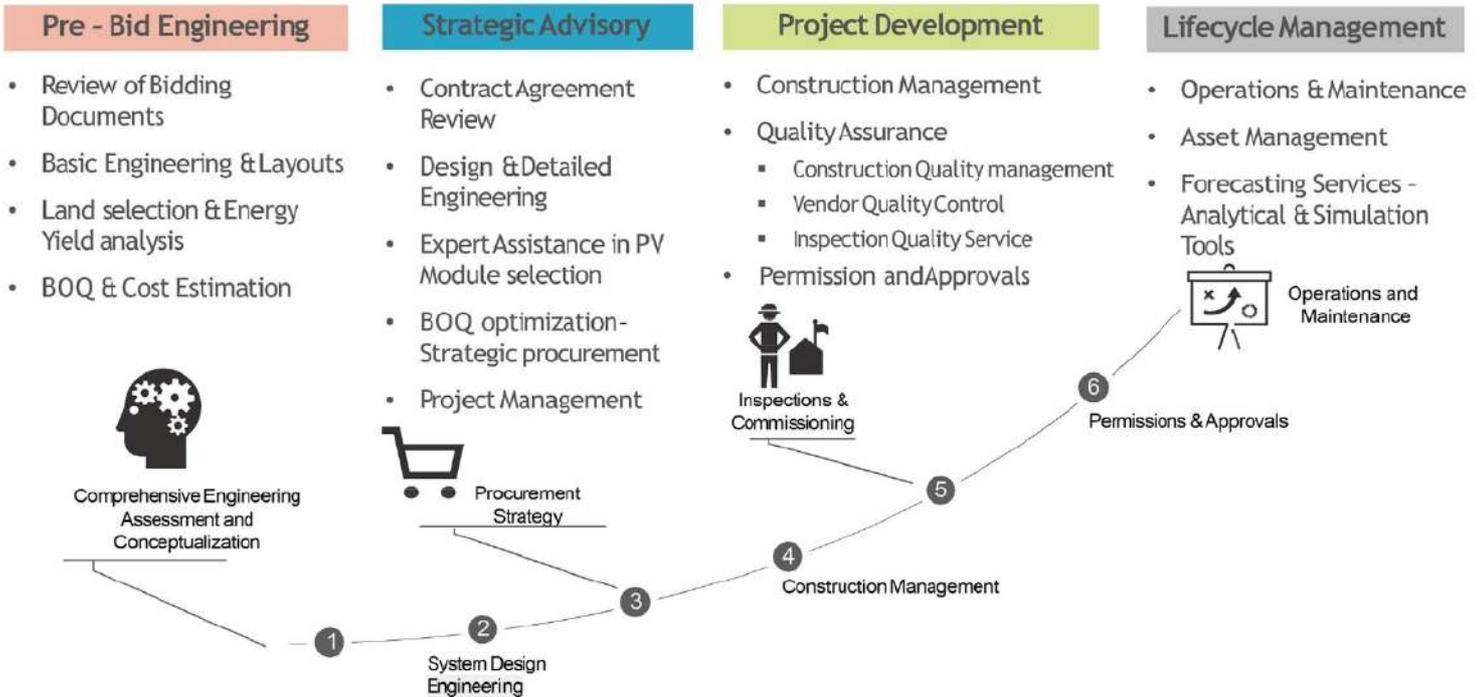 Pre - Bid Engineering
• Review of Bidding
Documents
• Basic Engineering & Layouts
• Land selection & Energy
Yield analysis
• BOQ & Cost Estimation
Strategic Advisory
• Contract Agreement
Review
• Design & Detailed
Engineering
• Expert Assistance in PV
Module selection
• BOQ optimization-
Strategic procurement
• Project Management
Project Development
• Construction Management
• Quality Assurance
▪ Construction Quality management
▪ Vendor Quality Control
▪ Inspection Quality Service
• Permission and Approvals
Lifecycle Management
• Operations & Maintenance
• Asset Management
• Forecasting Services -
Analytical & Simulation
Tools
Comprehensive Engineering
Assessment and
Conceptualization
1
2
System Design
Engineering
Procurement
Strategy
3
4
Construction Management
Inspections &
Commissioning
5
6
Permissions & Approvals
Operations and
Maintenance